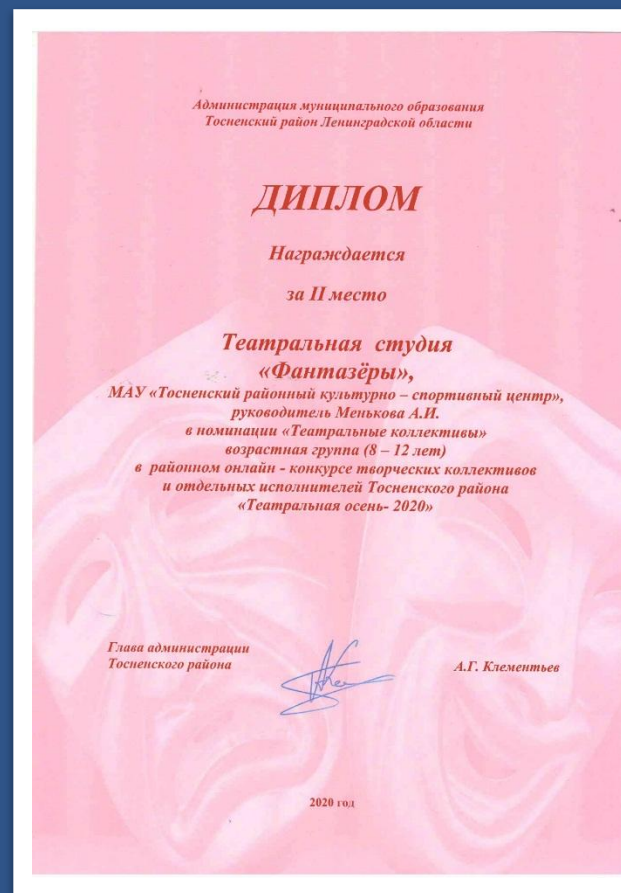 Администрация муниципального образования
Тосненский район Ленинградской области
ДИПЛОМ
Награждается
за II место
Театральная студия
«Фантазёры»,
МАУ «Тосненский районный культурно – спортивный центр»,
руководитель Менькова А.И.
в номинации «Театральные коллективы»
возрастная группа (8 – 12 лет)
в районном онлайн - конкурсе творческих коллективов
и отдельных исполнителей Тосненского района
«Театральная осень- 2020»
Глава администрации
Тосненского района
А.Г. Клементьев
2020 год